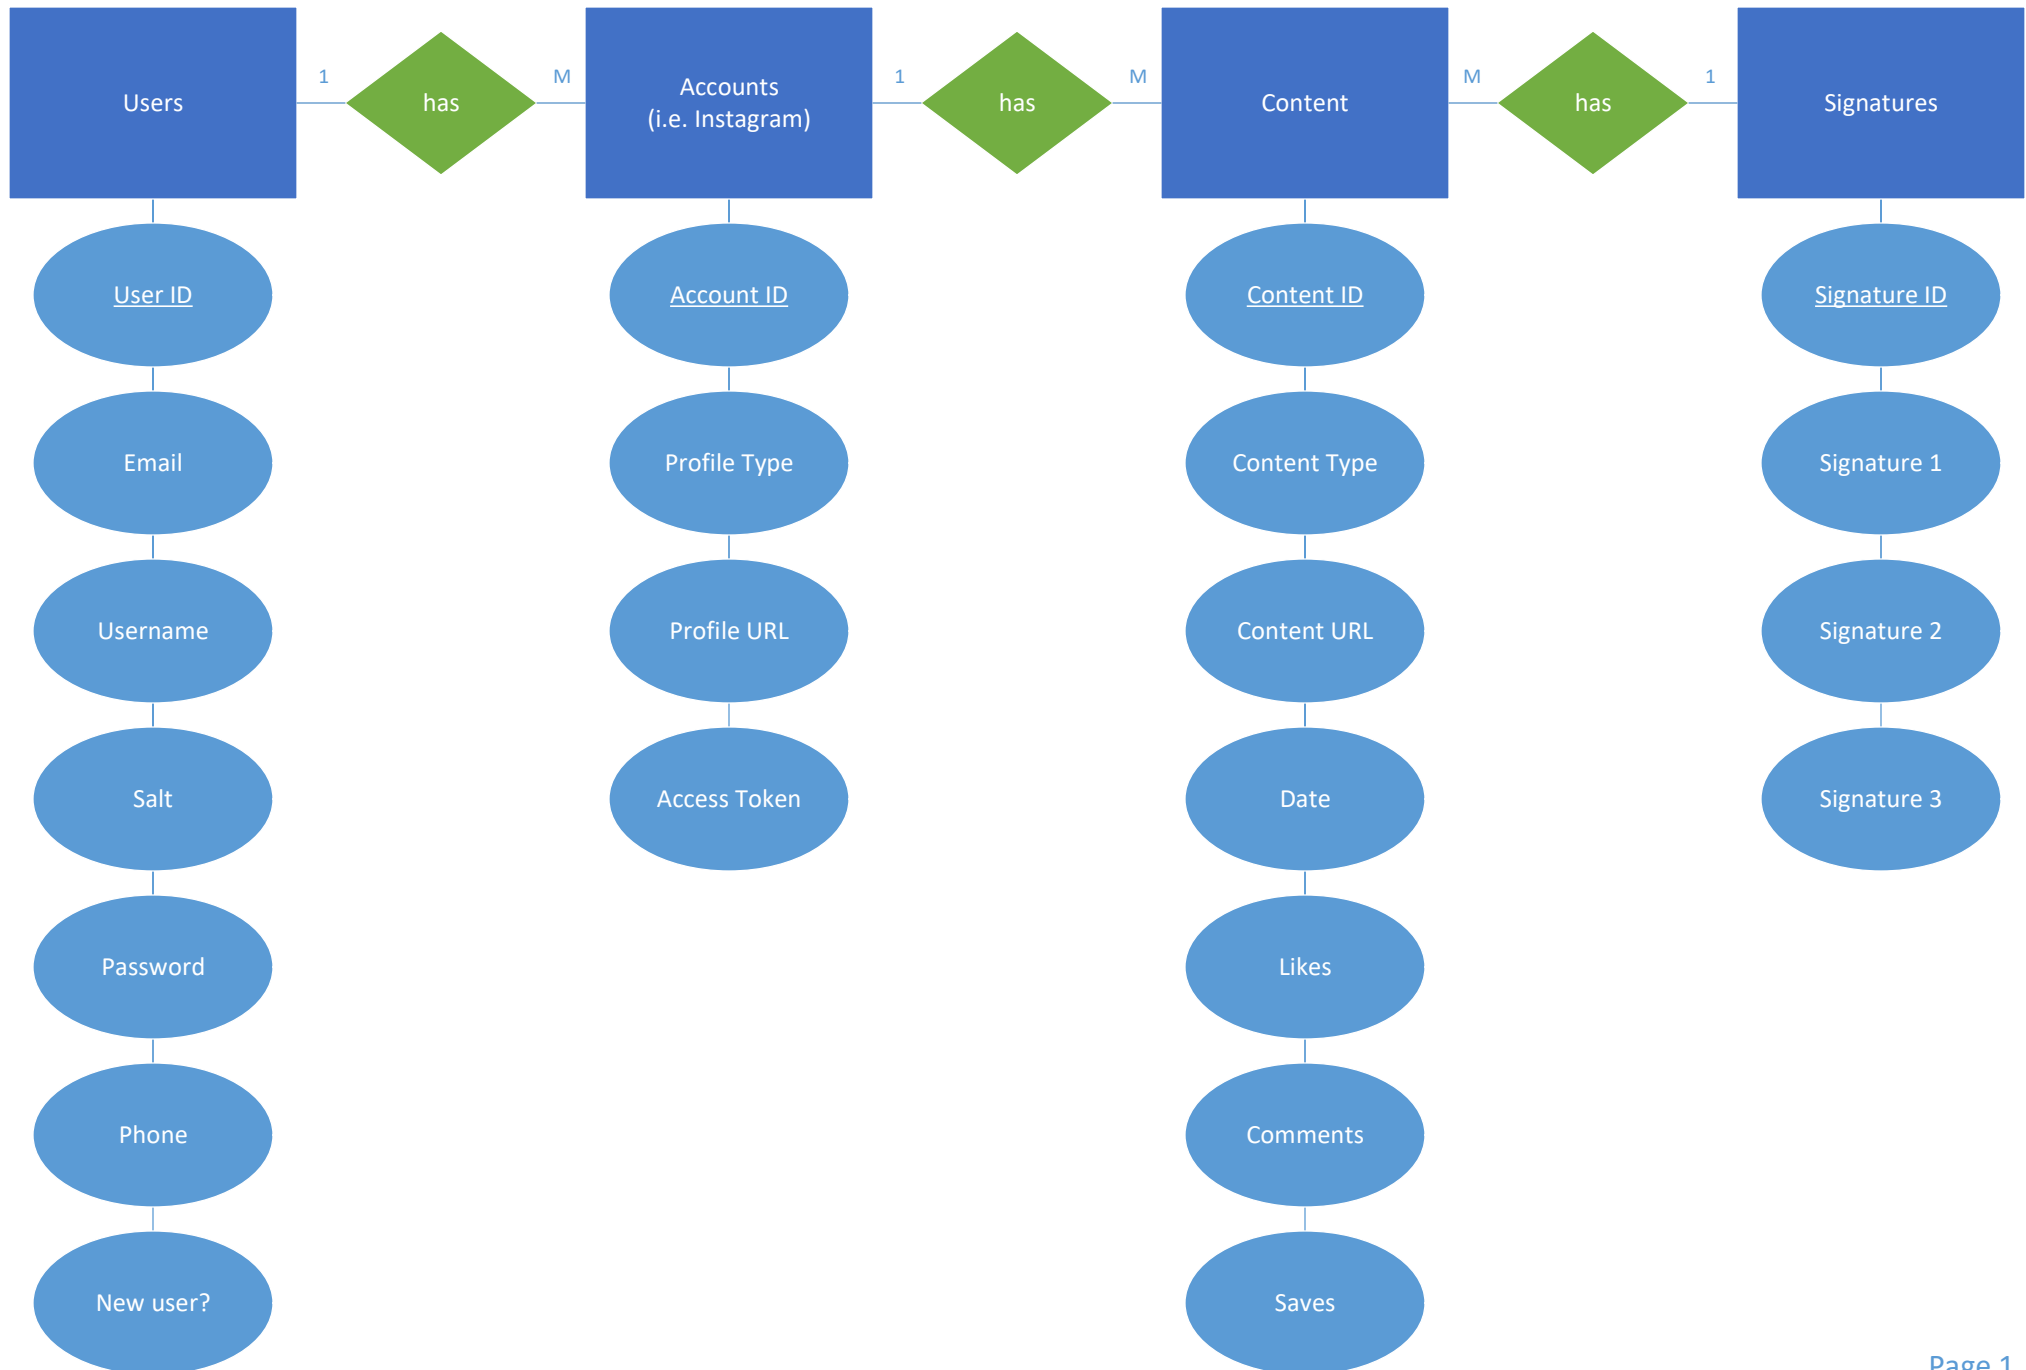 Users
1
has
M
Accounts
(i.e. Instagram)
1
has
M
Content
M
has
1
Signatures
User ID
Account ID
Content ID
Signature ID
Email
Profile Type
Content Type
Signature 1
Username
Profile URL
Content URL
Signature 2
Salt
Access Token
Date
Signature 3
Password
Likes
Phone
Comments
New user?
Saves
Page 1